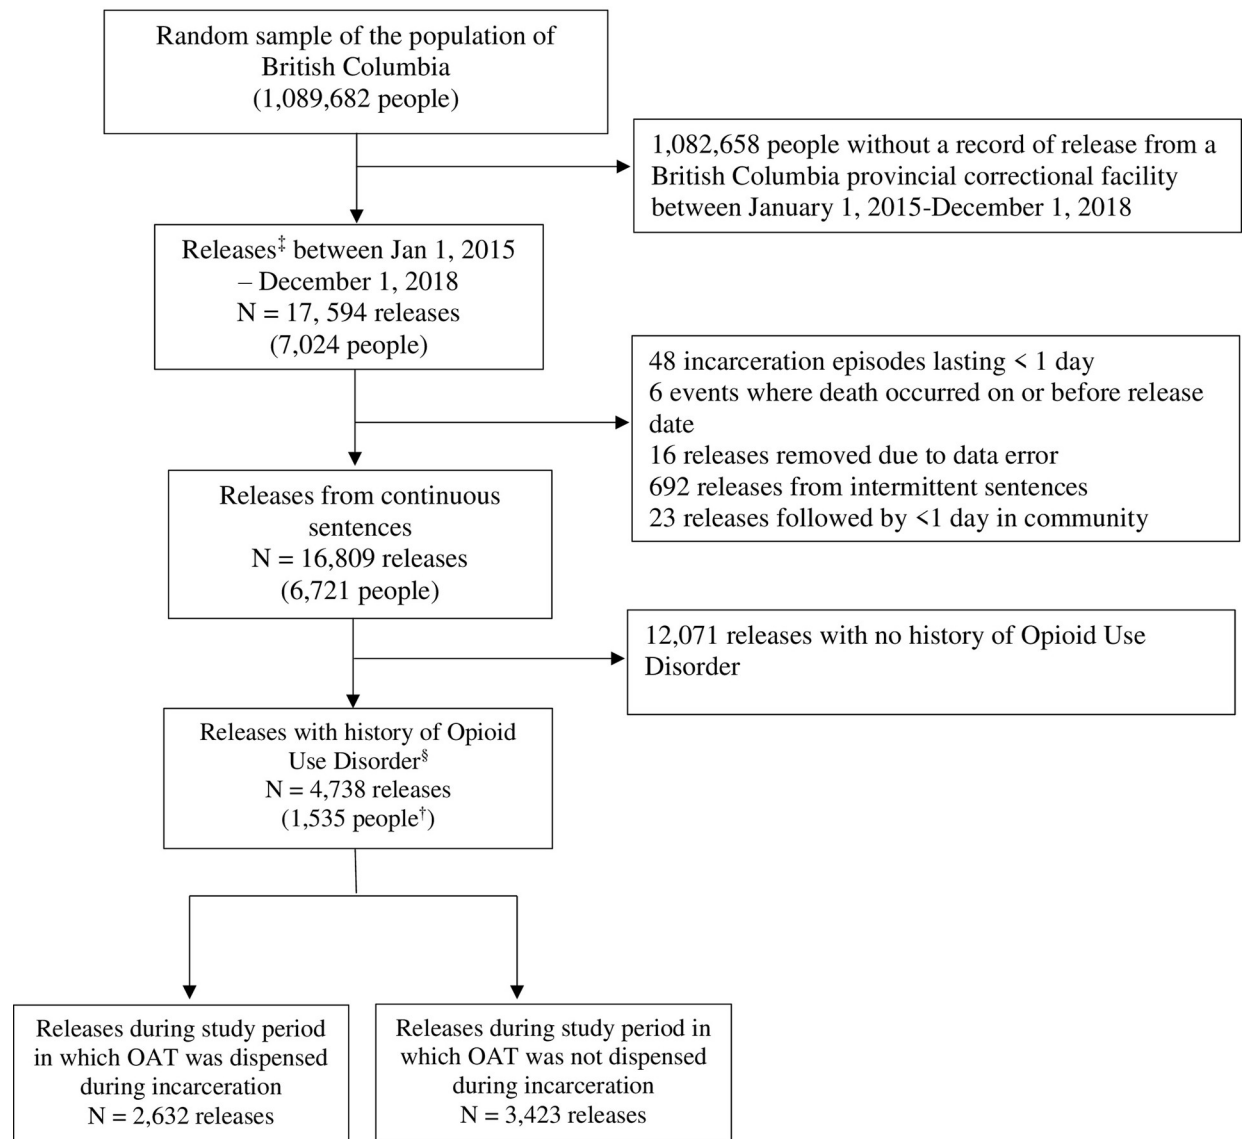 Random sample of the population of
British Columbia
(1,089,682 people)
1,082,658 people without a record of release from a
British Columbia provincial correctional facility
between January 1, 2015-December 1, 2018
Releases‡ between Jan 1, 2015
– December 1, 2018
N = 17, 594 releases
(7,024 people)
48 incarceration episodes lasting < 1 day
6 events where death occurred on or before release
date
16 releases removed due to data error
692 releases from intermittent sentences
23 releases followed by <1 day in community
Releases from continuous
sentences
N = 16,809 releases
(6,721 people)
12,071 releases with no history of Opioid Use
Disorder
Releases with history of Opioid
Use Disorder§
N = 4,738 releases
(1,535 people†)
Releases during study period
in which OAT was dispensed
during incarceration
N = 2,632 releases
Releases during study period in
which OAT was not dispensed
during incarceration
N = 3,423 releases